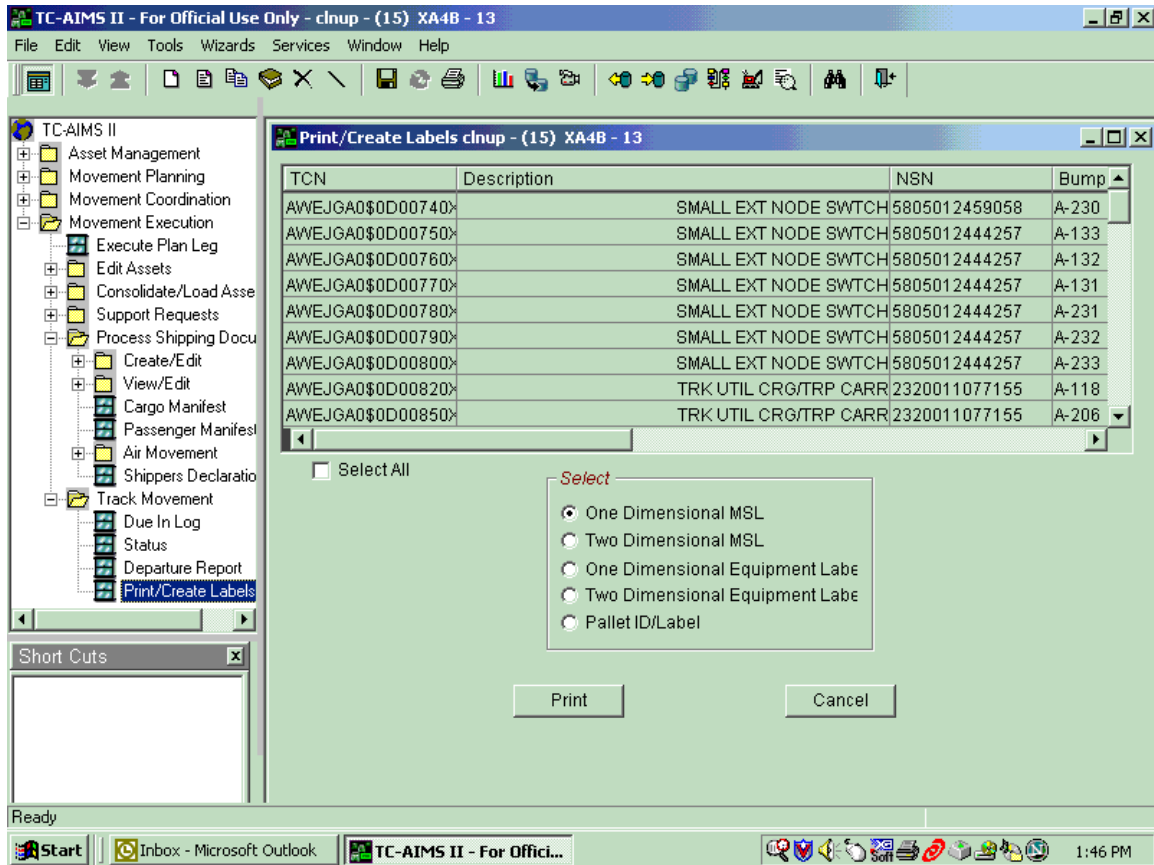 TC-AIMS II - For Official Use Only - clnup - (15) XA4B - 13
File Edit View Tools Wizards Services Window Help
TC-AIMS II
Asset Management
Movement Planning
Movement Coordination
Movement Execution
Execute Plan Leg
Edit Assets
Consolidate/Load Asse
Support Requests
Process Shipping Docu
Create/Edit
View/Edit
Cargo Manifest
Passenger Manifest
Air Movement
Shippers Declaratio
Track Movement
Due In Log
Status
Departure Report
Print/Create Labels
Short Cuts
Print/Create Labels clnup - (15) XA4B - 13
TCN Description NSN Bump
AWEJGA0$0D00740X SMALL EXT NODE SWTCH 5805012459058 A-230
AWEJGA0$0D00750X SMALL EXT NODE SWTCH 5805012444257 A-133
AWEJGA0$0D00760X SMALL EXT NODE SWTCH 5805012444257 A-132
AWEJGA0$0D00770X SMALL EXT NODE SWTCH 5805012444257 A-131
AWEJGA0$0D00780X SMALL EXT NODE SWTCH 5805012444257 A-231
AWEJGA0$0D00790X SMALL EXT NODE SWTCH 5805012444257 A-232
AWEJGA0$0D00800X SMALL EXT NODE SWTCH 5805012444257 A-233
AWEJGA0$0D00820X TRK UTIL CRG/TRP CARR 2320011077155 A-118
AWEJGA0$0D00850X TRK UTIL CRG/TRP CARR 2320011077155 A-206
Select All
Select
One Dimensional MSL
Two Dimensional MSL
One Dimensional Equipment Labe
Two Dimensional Equipment Labe
Pallet ID/Label
Print Cancel
Ready
Start Inbox - Microsoft Outlook TC-AIMS II - For Offici... 1:46 PM